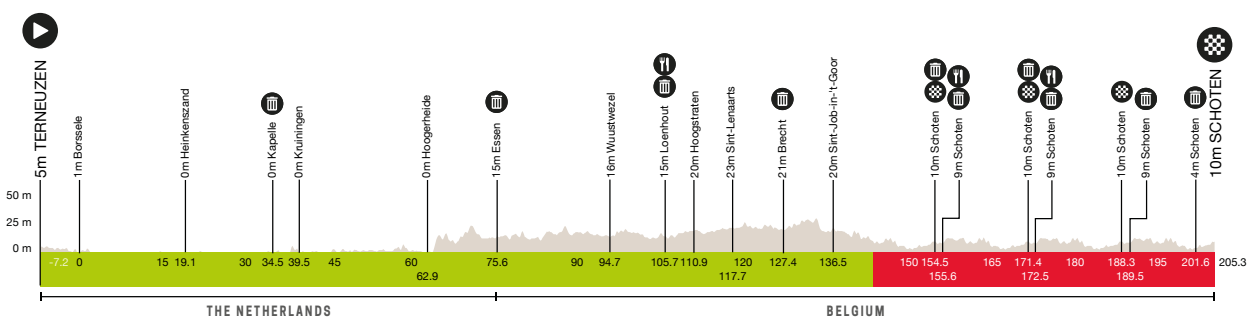 5m TERNEUZEN
1m Borssele
0m Heinkenszand
0m Kapelle
0m Kruiningen
0m Hoogerheide
15m Essen
16m Wuustwezel
15m Loenhout
20m Hoogstraten
23m Sint-Lenaarts
21m Brecht
20m Sint-Job-in-'t-Goor
10m Schoten
9m Schoten
10m Schoten
9m Schoten
10m Schoten
9m Schoten
4m Schoten
10m SCHOTEN
50 m
25 m
0 m
-7.2 0 15 19.1 30 34.5 39.5 45 60 75.6 90 94.7 105.7 110.9 120 127.4 136.5 150 154.5 165 171.4 180 188.3 195 201.6 205.3
62.9 117.7 155.6 172.5 189.5
THE NETHERLANDS BELGIUM